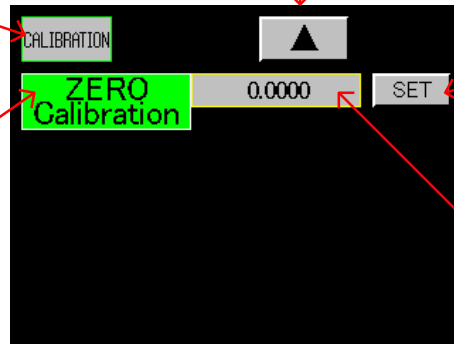 CALIBRATION
▲
ZERO
Calibration
0.0000
SET